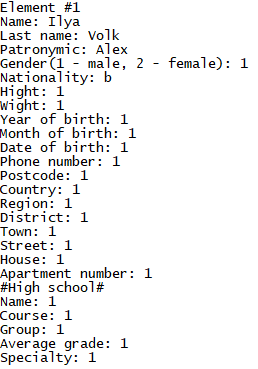 Element #1
Name: Ilya
Last name: Volk
Patronymic: Alex
Gender(1 - male, 2 - female): 1
Nationality: b
Hight: 1
Wight: 1
Year of birth: 1
Month of birth: 1
Date of birth: 1
Phone number: 1
Postcode: 1
Country: 1
Region: 1
District: 1
Town: 1
Street: 1
House: 1
Apartment number: 1
#High school#
Name: 1
Course: 1
Group: 1
Average grade: 1
Specialty: 1